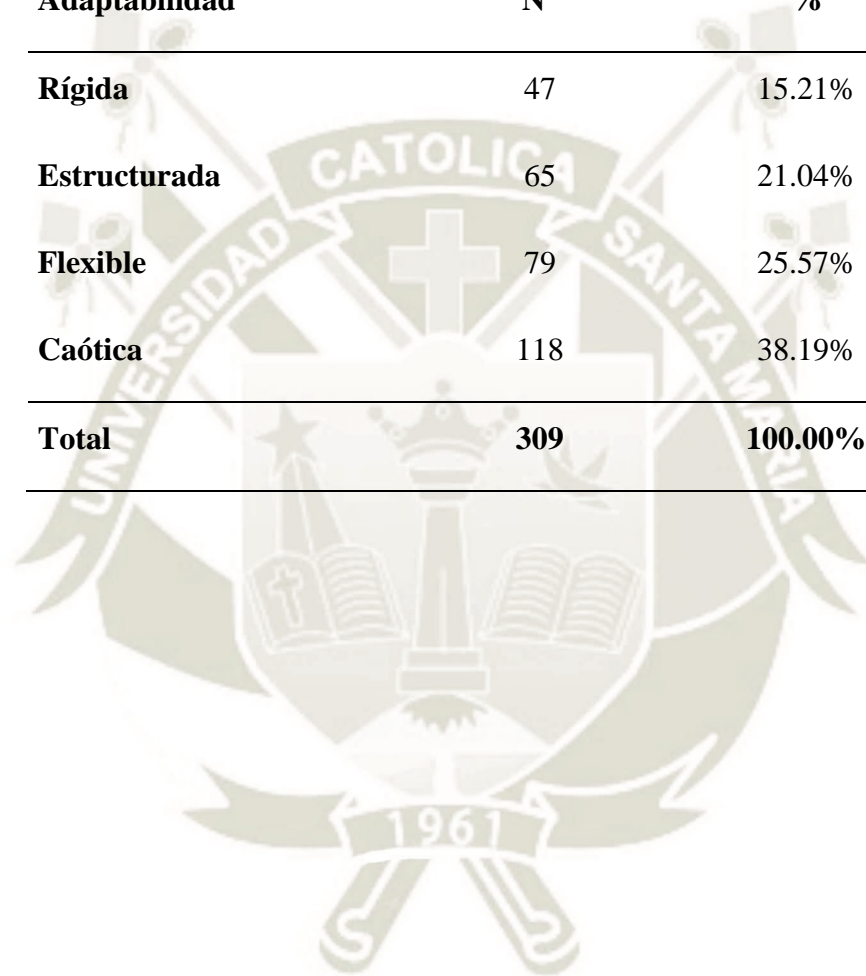 Adaptabilidad N %
Rígida 47 15.21%
Estructurada 65 21.04%
Flexible 79 25.57%
Caótica 118 38.19%
Total 309 100.00%
UNIVERSIDAD CATOLICA SANTA MARIA
1961